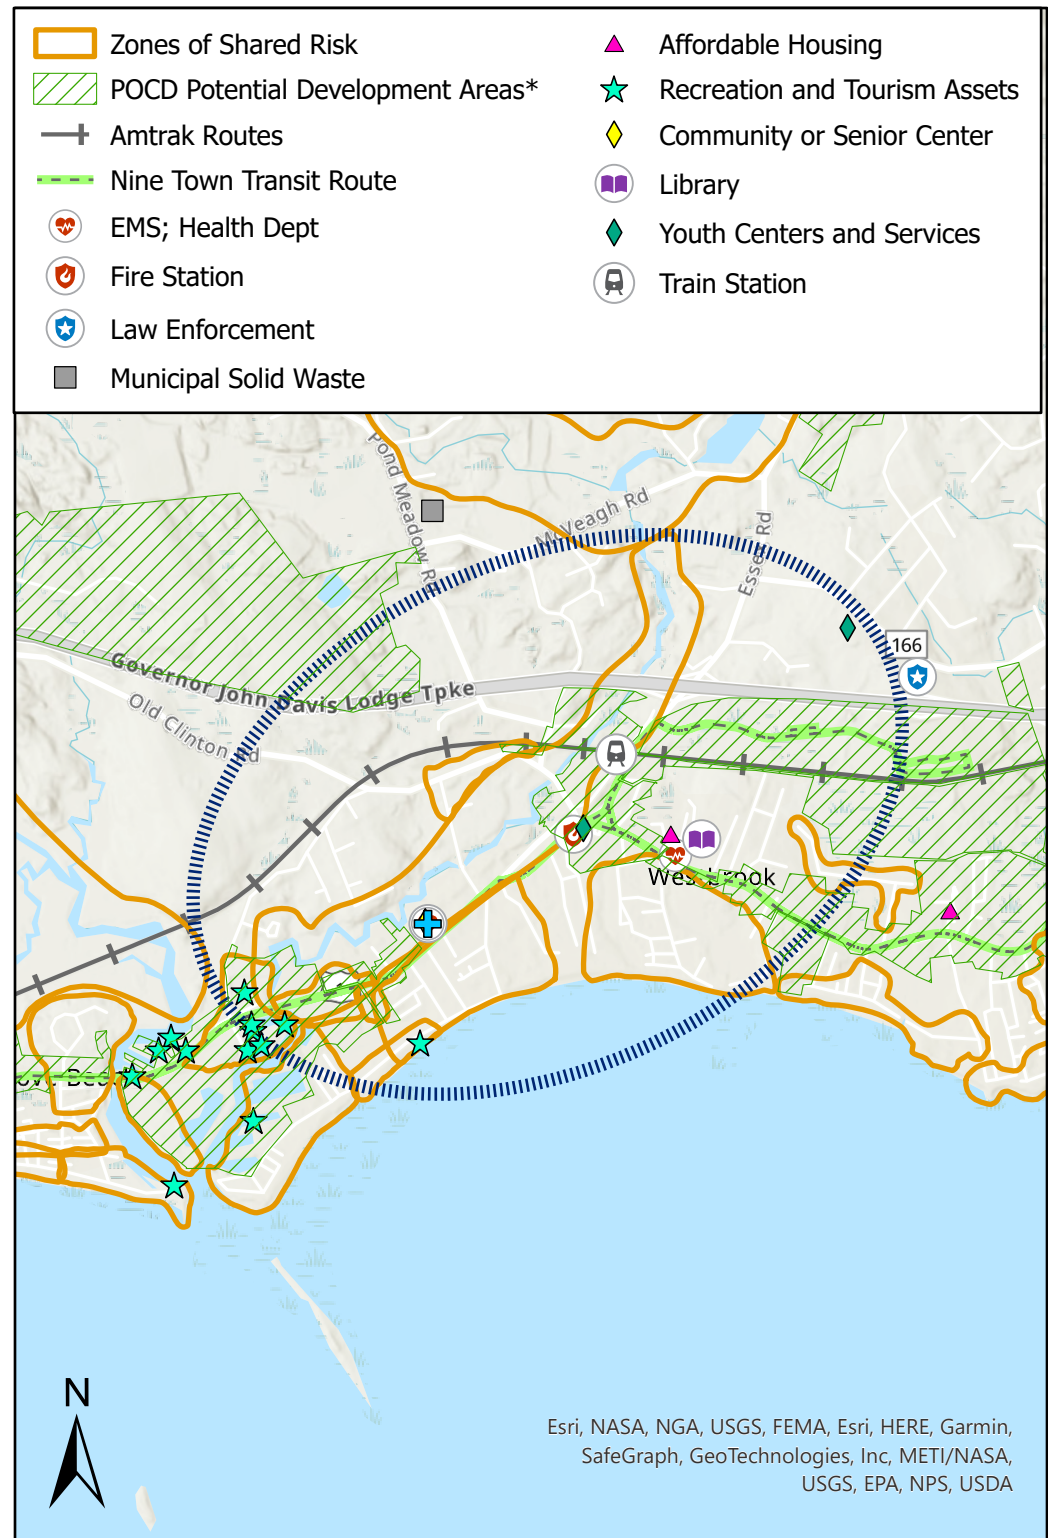 Zones of Shared Risk
POCD Potential Development Areas*
Amtrak Routes
Nine Town Transit Route
EMS; Health Dept
Fire Station
Law Enforcement
Municipal Solid Waste
Affordable Housing
Recreation and Tourism Assets
Community or Senior Center
Library
Youth Centers and Services
Train Station
Pond Meadow Rd
McVeagh Rd
Essex Rd
166
Governor John Davis Lodge Tpke
Old Clinton Rd
Westbrook
N
Esri, NASA, NGA, USGS, FEMA, Esri, HERE, Garmin,
SafeGraph, GeoTechnologies, Inc, METI/NASA,
USGS, EPA, NPS, USDA